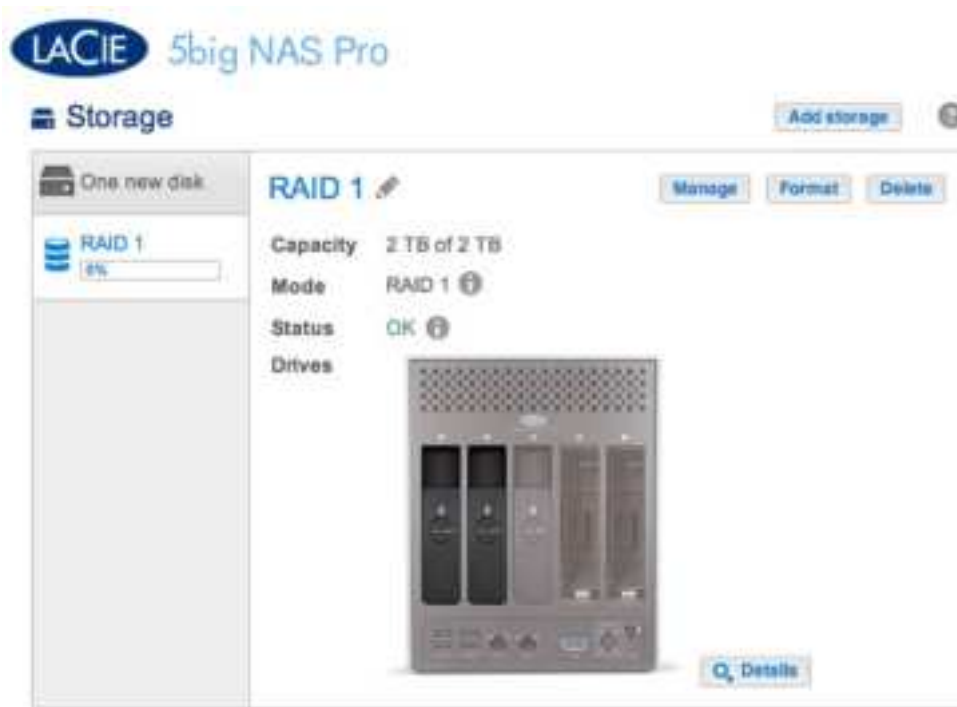 LACIE 5big NAS Pro
Storage
Add storage
One new disk
RAID 1
Manage
Format
Delete
RAID 1
6%
Capacity 2 TB of 2 TB
Mode RAID 1
Status OK
Drives
Details